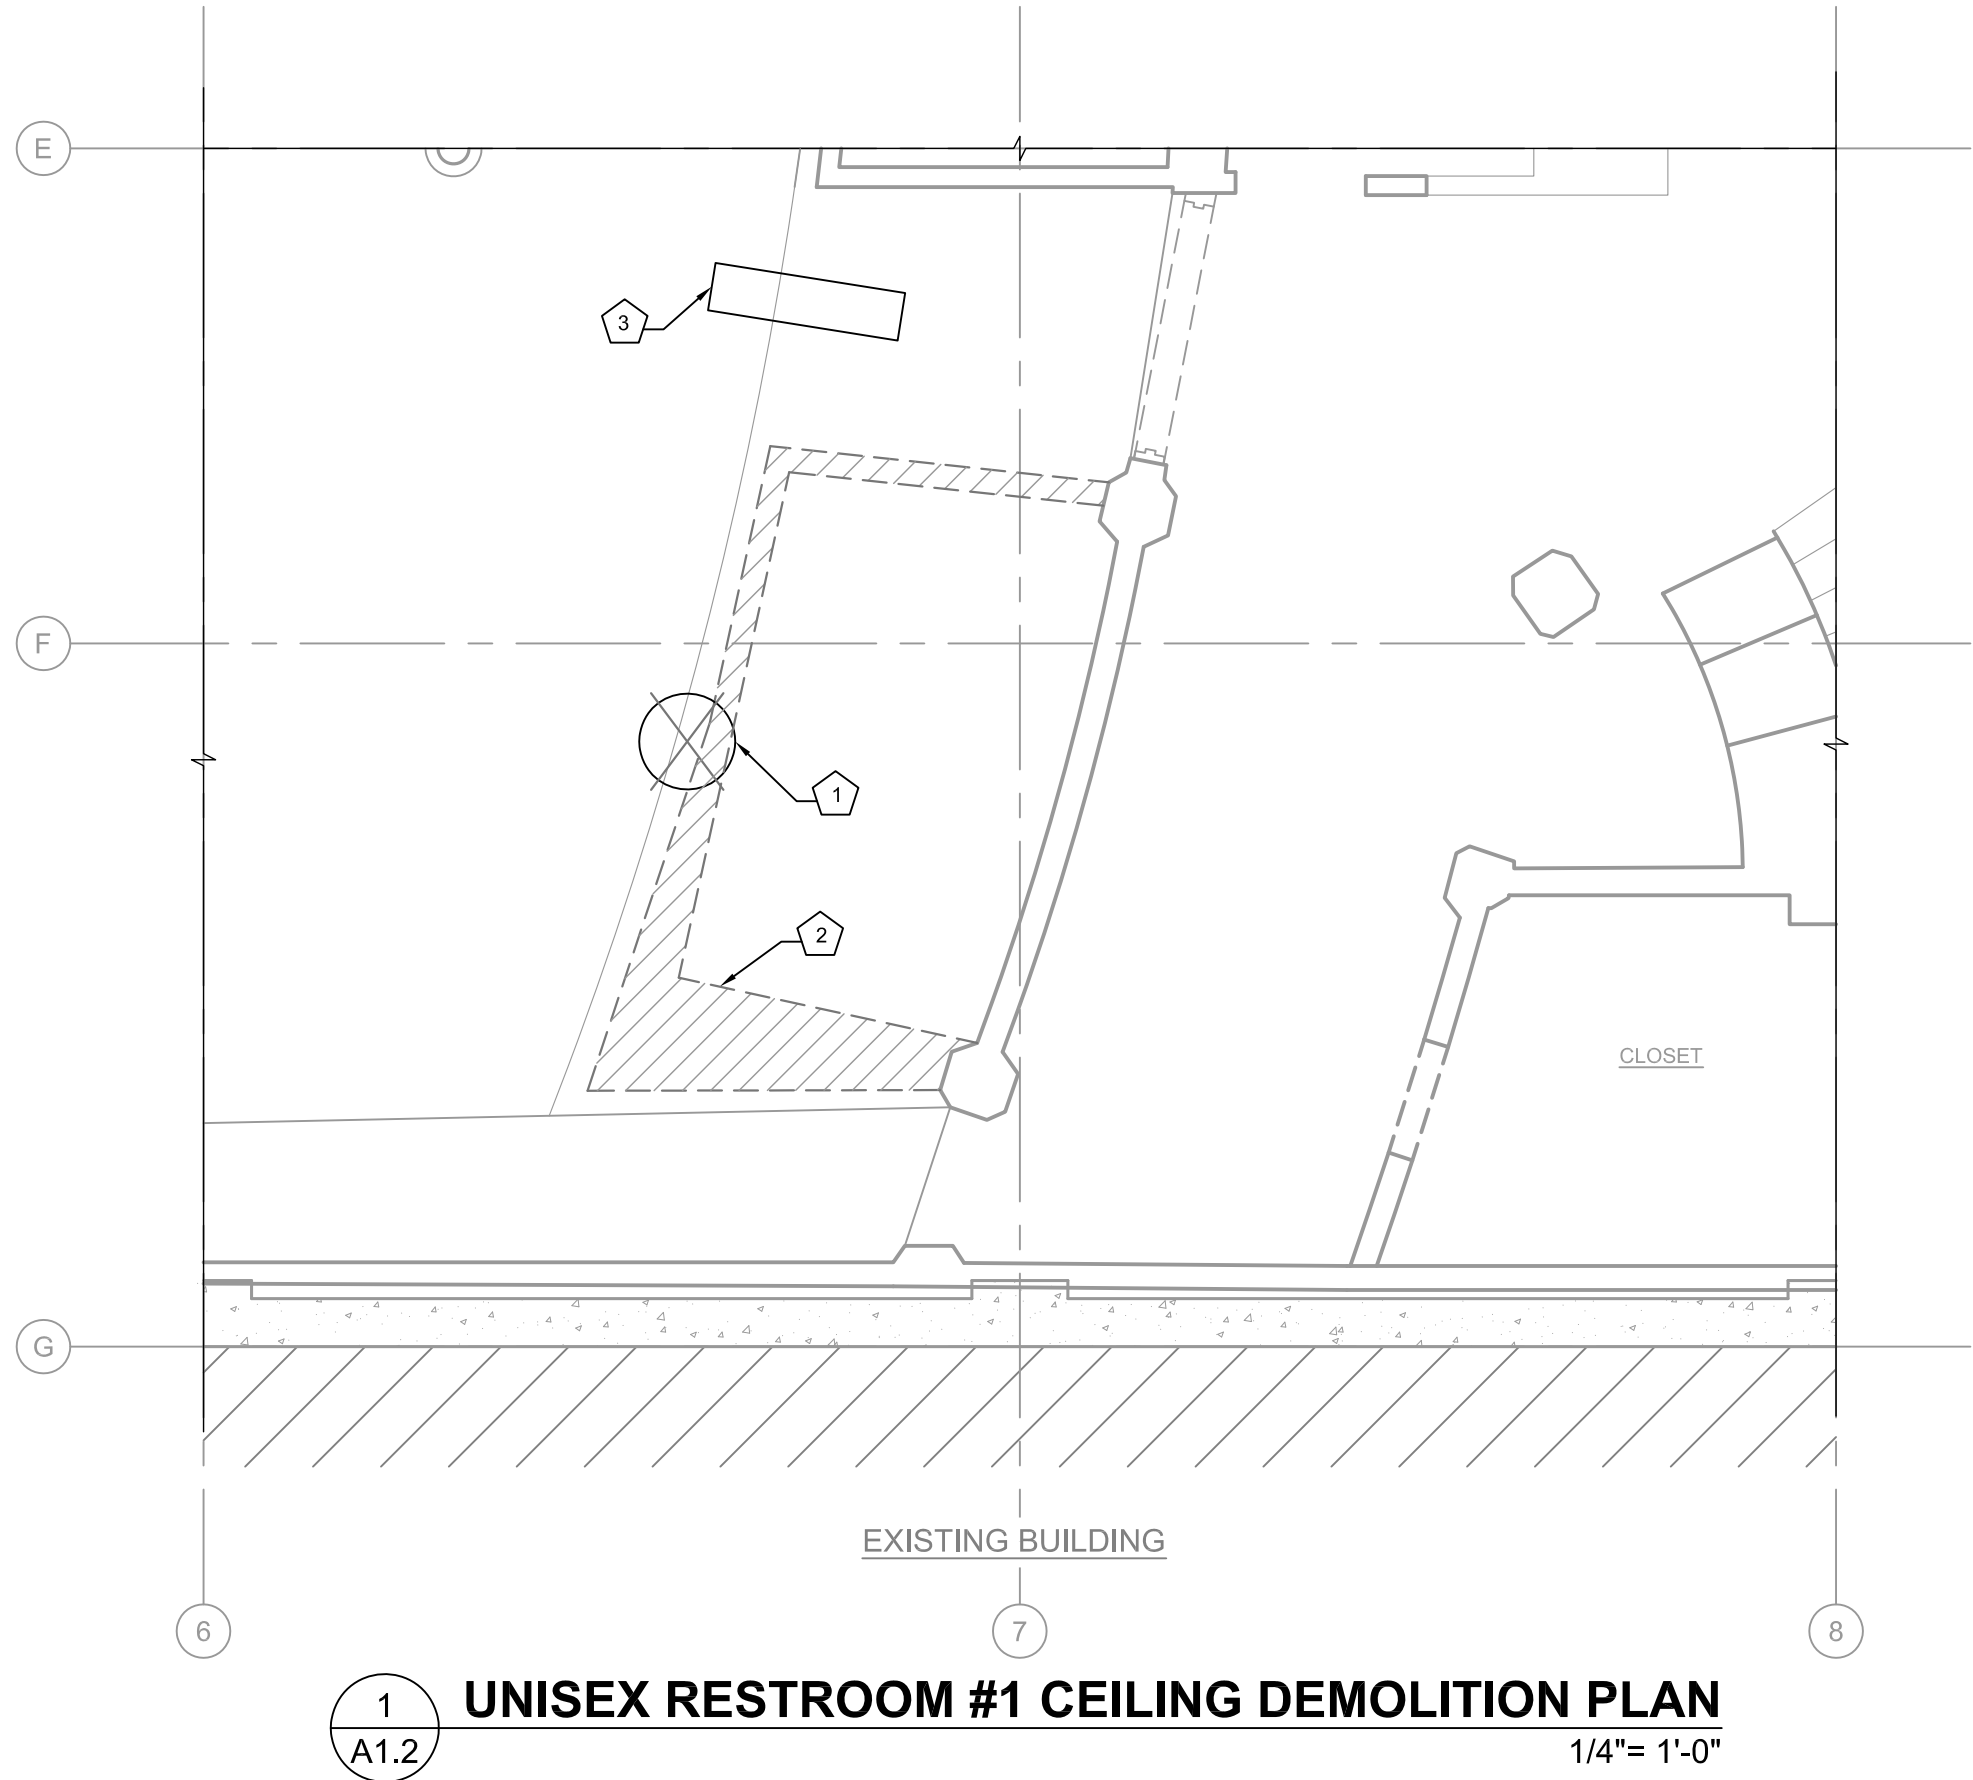 E
3
F
1
2
CLOSET
G
EXISTING BUILDING
6
7
8
1
A1.2
UNISEX RESTROOM #1 CEILING DEMOLITION PLAN
1/4"= 1'-0"